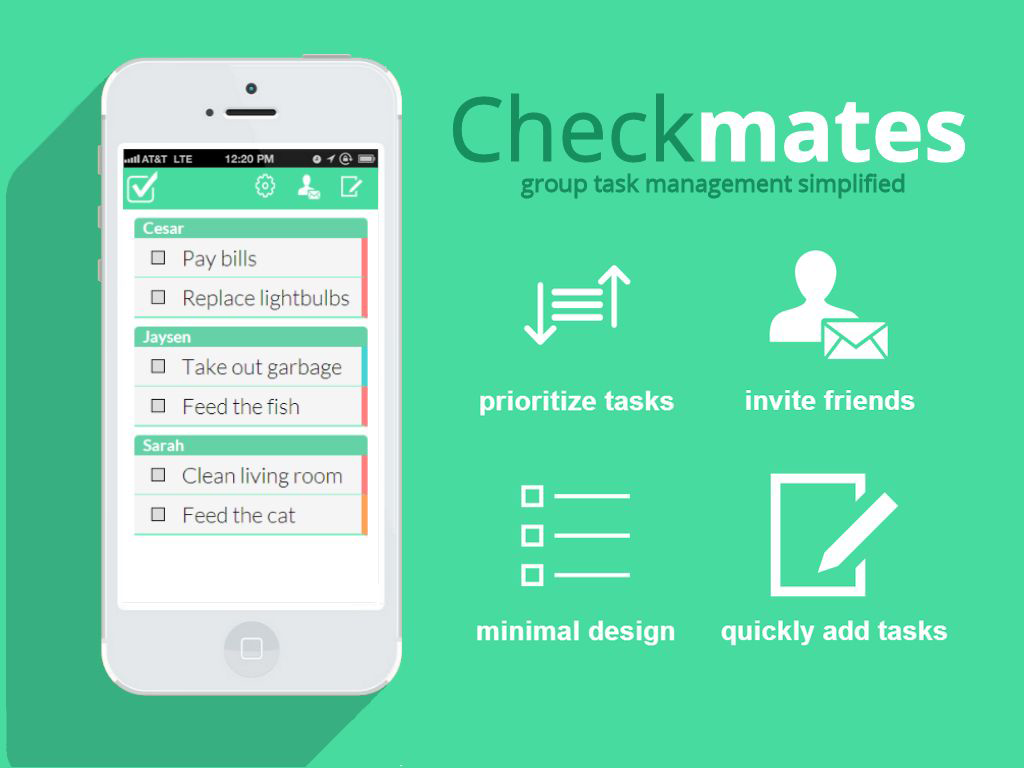 Checkmates
group task management simplified
AT&T LTE 12:20 PM
Cesar
Pay bills
Replace lightbulbs
Jaysen
Take out garbage
Feed the fish
Sarah
Clean living room
Feed the cat
prioritize tasks
invite friends
minimal design
quickly add tasks